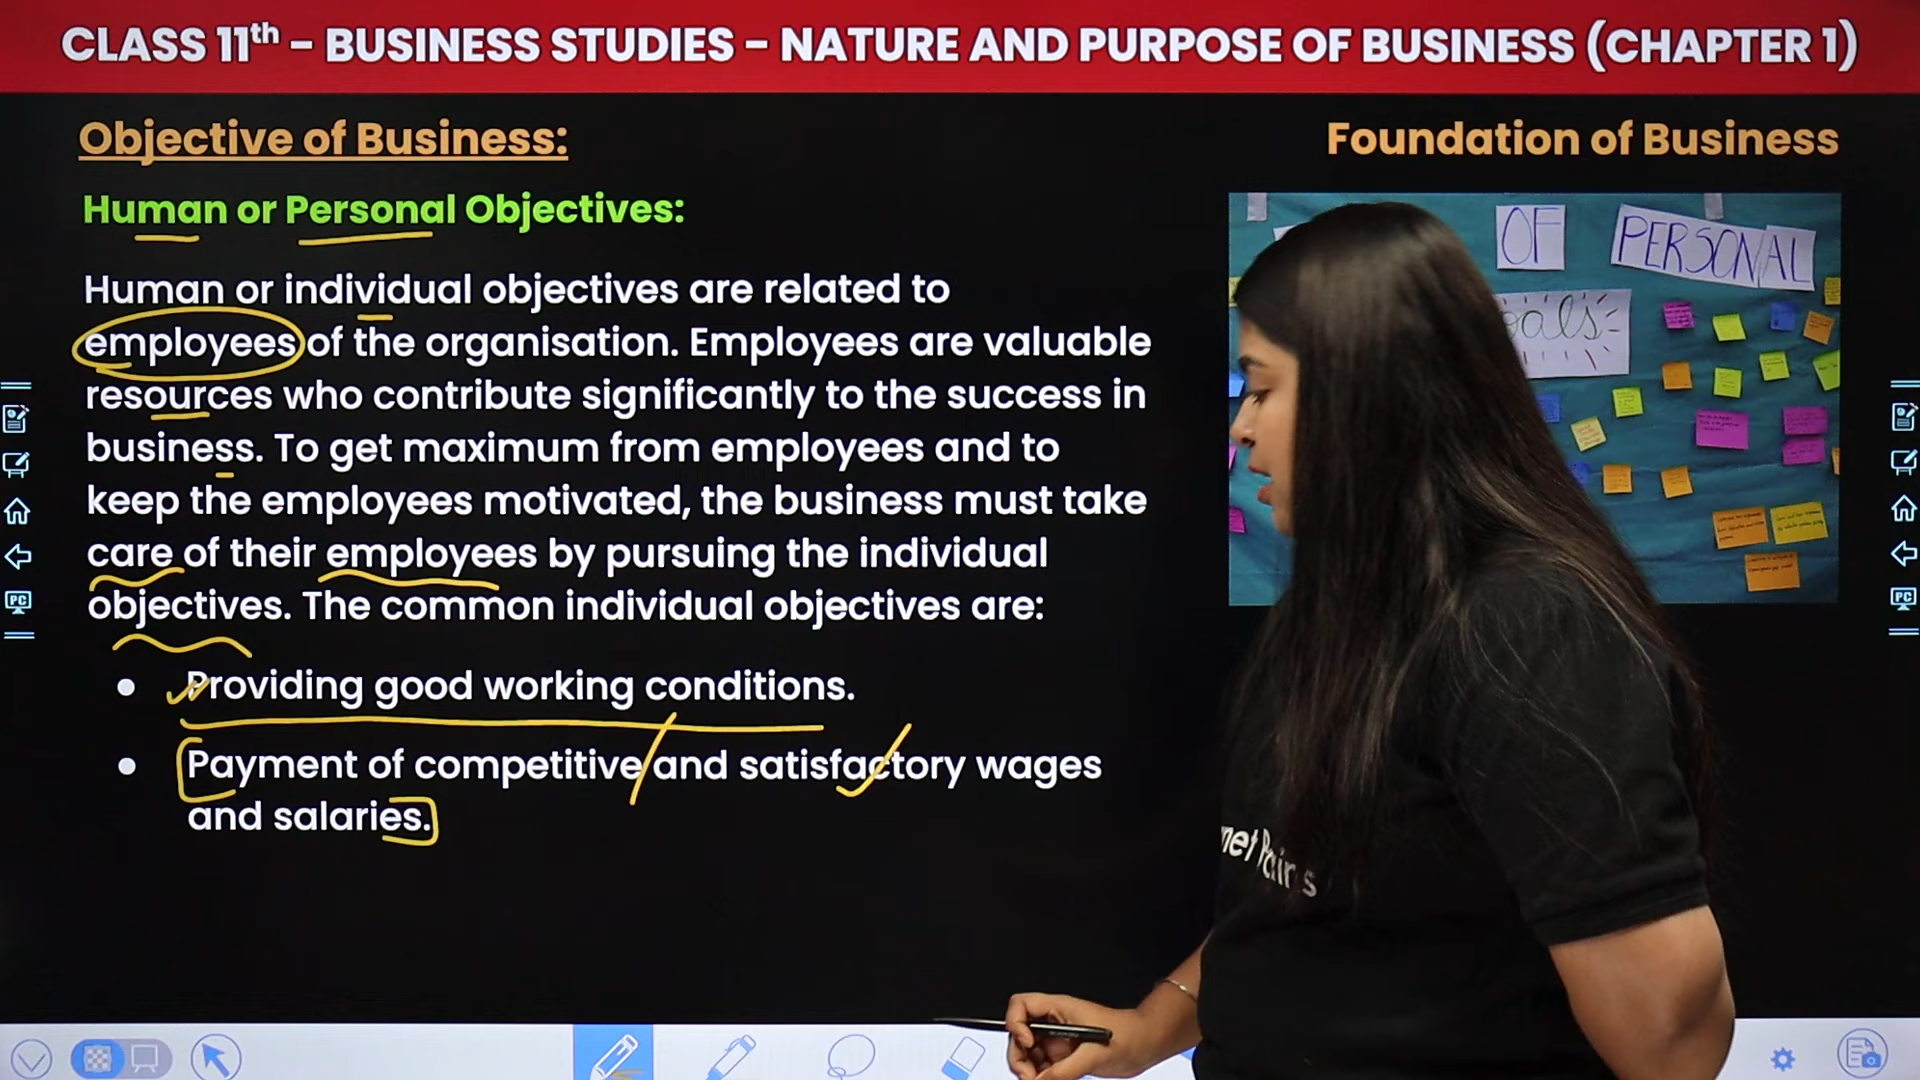 CLASS 11th – BUSINESS STUDIES – NATURE AND PURPOSE OF BUSINESS (CHAPTER 1)
Objective of Business:
Foundation of Business
Human or Personal Objectives:
Human or individual objectives are related to
employees of the organisation. Employees are valuable
resources who contribute significantly to the success in
business. To get maximum from employees and to
keep the employees motivated, the business must take
care of their employees by pursuing the individual
objectives. The common individual objectives are:
• Providing good working conditions.
• Payment of competitive and satisfactory wages
and salaries.
OF PERSONAL
PC
PC